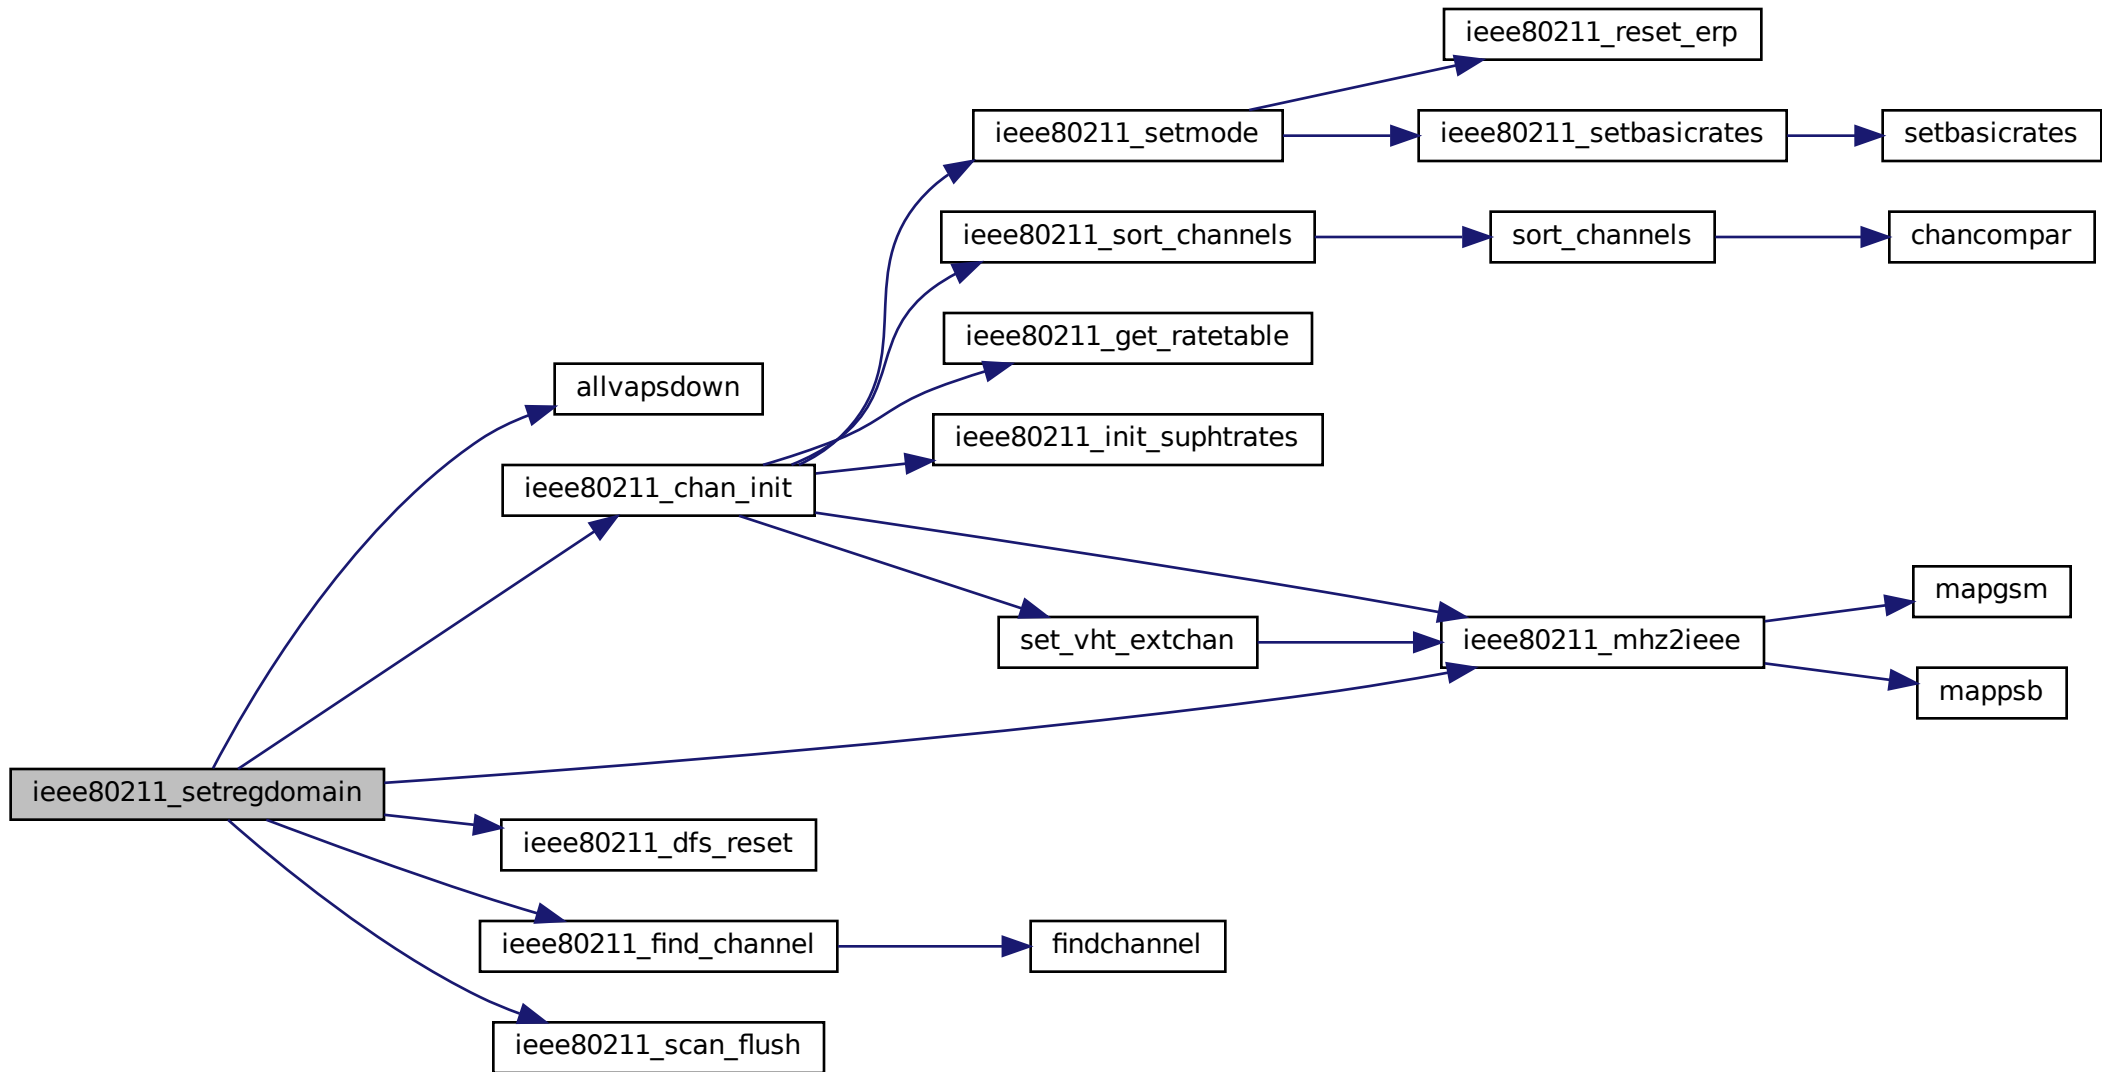 ieee80211_reset_erp
ieee80211_setmode
ieee80211_setbasicrates
setbasicrates
ieee80211_sort_channels
sort_channels
chancompar
ieee80211_get_ratetable
allvapsdown
ieee80211_init_suphtrates
ieee80211_chan_init
mapgsm
set_vht_extchan
ieee80211_mhz2ieee
mappsb
ieee80211_setregdomain
ieee80211_dfs_reset
ieee80211_find_channel
findchannel
ieee80211_scan_flush